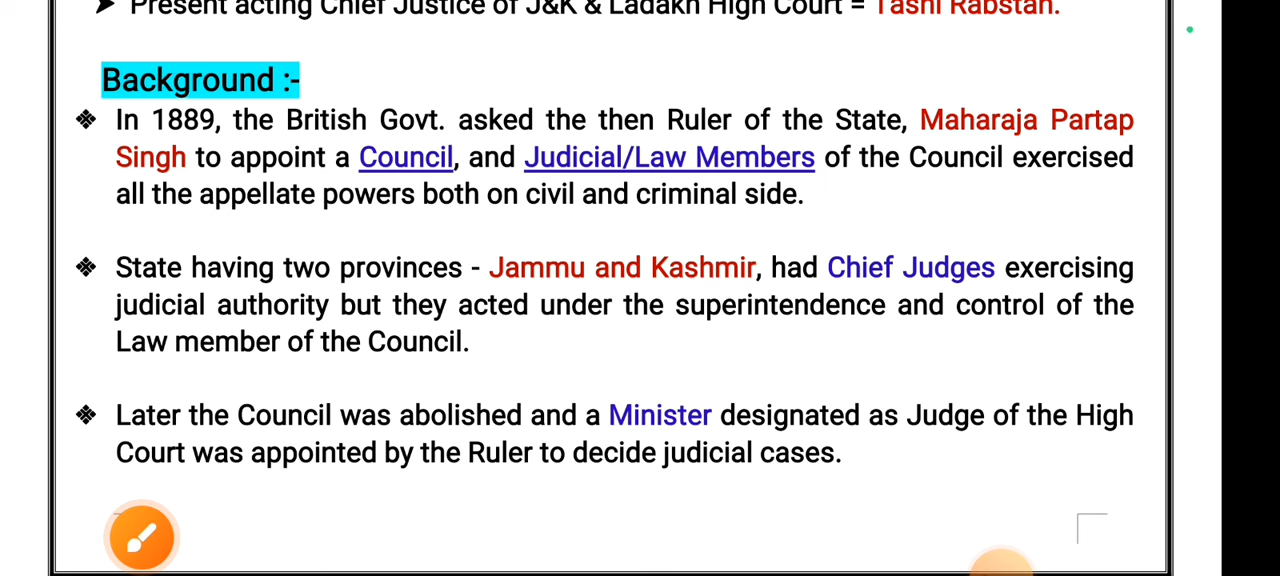 ➤ Present acting Chief Justice of J&K & Ladakh High Court = Tashi Rabstan.
Background :-
❖ In 1889, the British Govt. asked the then Ruler of the State, Maharaja Partap
Singh to appoint a Council, and Judicial/Law Members of the Council exercised
all the appellate powers both on civil and criminal side.
❖ State having two provinces - Jammu and Kashmir, had Chief Judges exercising
judicial authority but they acted under the superintendence and control of the
Law member of the Council.
❖ Later the Council was abolished and a Minister designated as Judge of the High
Court was appointed by the Ruler to decide judicial cases.